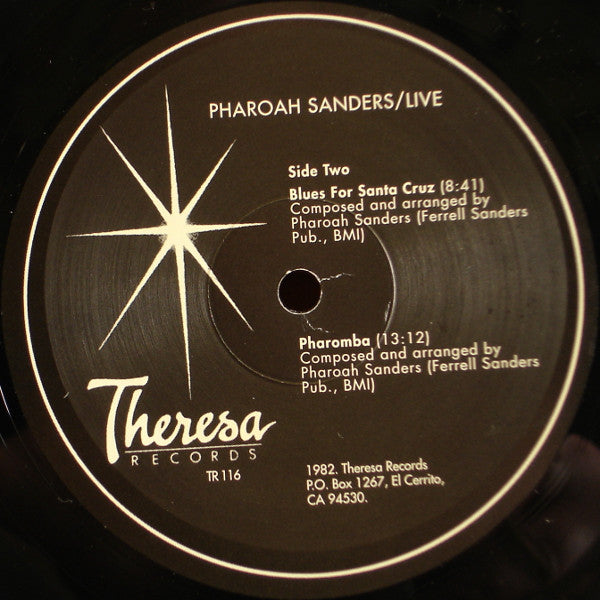 PHAROAH SANDERS/LIVE
Side Two
Blues For Santa Cruz (8:41)
Composed and arranged by
Pharoah Sanders (Ferrell Sanders
Pub., BMI)
Pharomba (13:12)
Composed and arranged by
Pharoah Sanders (Ferrell Sanders
Pub., BMI)
Theresa
RECORDS
TR 116
1982. Theresa Records
P.O. Box 1267, El Cerrito,
CA 94530.